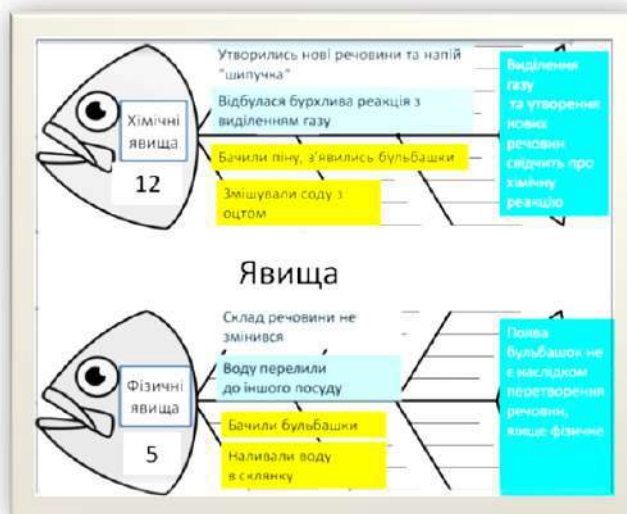 Утворились нові речовини та напій
"шипучка"
Відбулася бурхлива реакція з
виділенням газу
Хімічні
явища
12
Бачили піну, з'явились бульбашки
Змішували соду з
оцтом
Виділення
газу
та утворення
нових
речовин
свідчить про
хімічну
реакцію
Явища
Склад речовини не
змінився
Воду перелили
до іншого посуду
Фізичні
явища
5
Бачили бульбашки
Наливали воду
в склянку
Поява
бульбашок не
є наслідком
перетворення
речовин,
явище фізичне